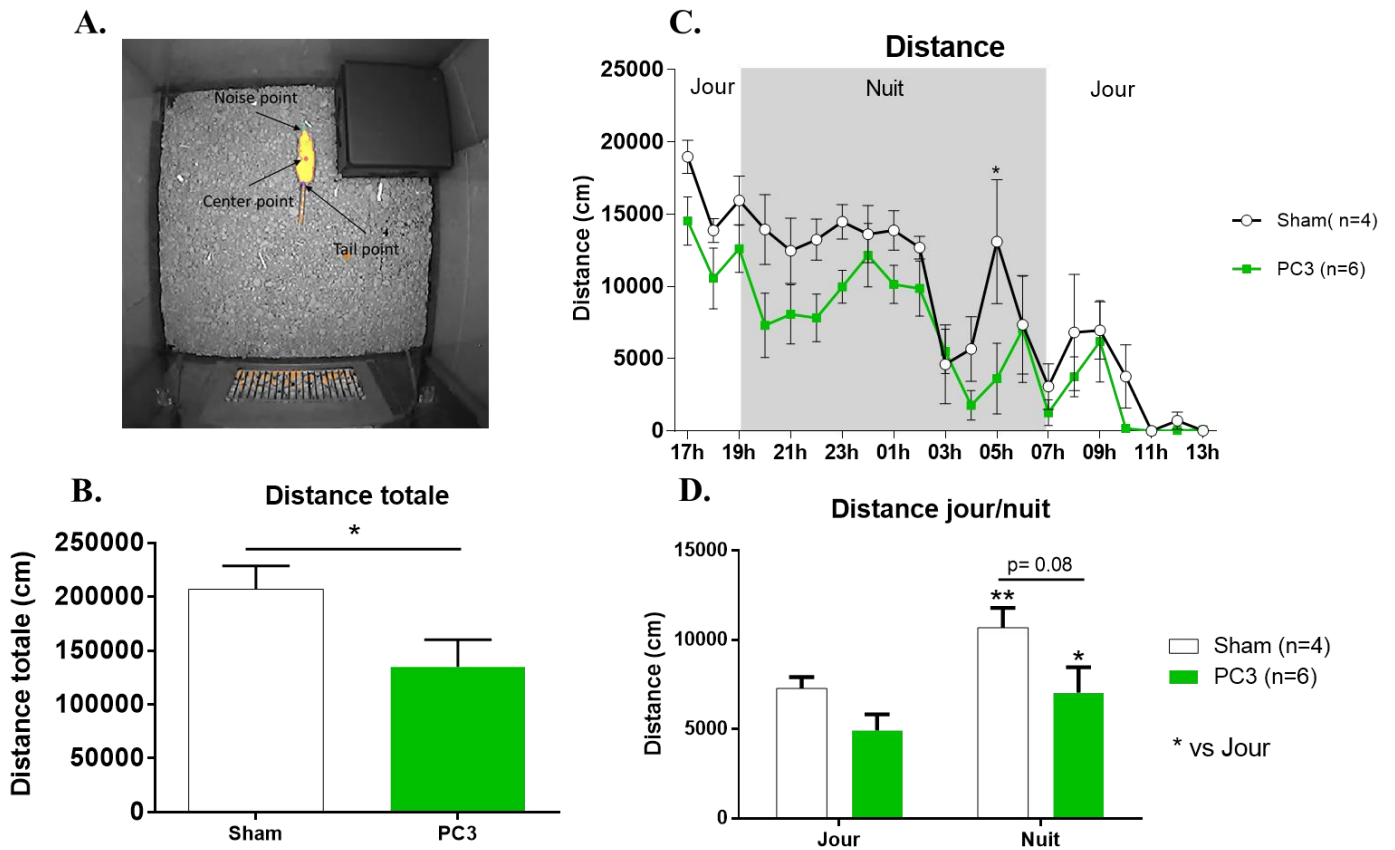 A.
Noise point
Center point
Tail point
B.
Distance totale
*
Distance totale (cm)
250000
200000
150000
100000
50000
0
Sham
PC3
C.
Distance
Jour
Nuit
Jour
*
Distance (cm)
25000
20000
15000
10000
5000
0
17h 19h 21h 23h 01h 03h 05h 07h 09h 11h 13h
Sham( n=4)
PC3 (n=6)
D.
Distance jour/nuit
p= 0.08
**
*
Distance (cm)
15000
10000
5000
0
Jour
Nuit
Sham (n=4)
PC3 (n=6)
* vs Jour